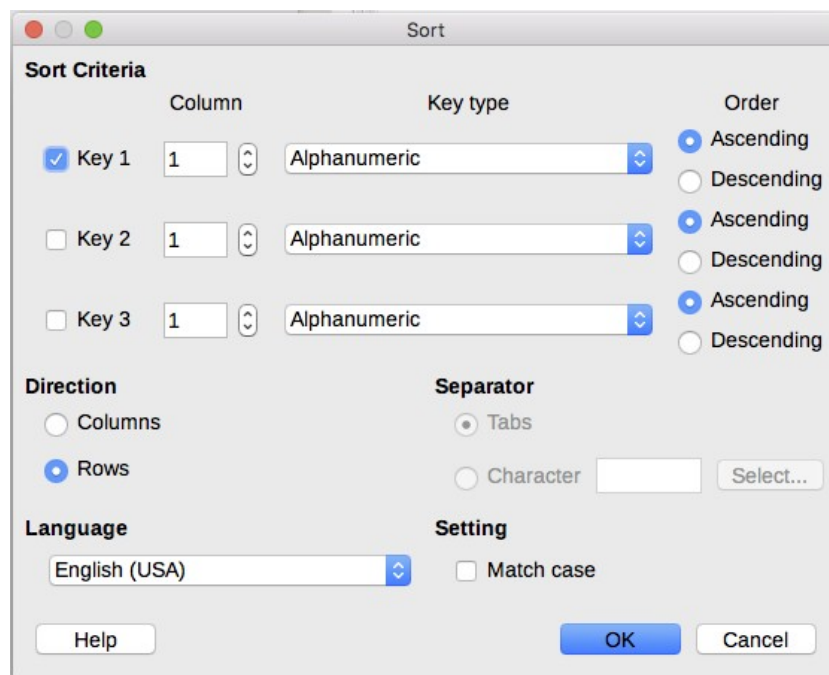 Sort
Sort Criteria
Column Key type Order
Key 1 1 Alphanumeric Ascending
Descending
Key 2 1 Alphanumeric Ascending
Descending
Key 3 1 Alphanumeric Ascending
Descending
Direction Separator
Columns Tabs
Rows Character Select...
Language Setting
English (USA) Match case
Help OK Cancel